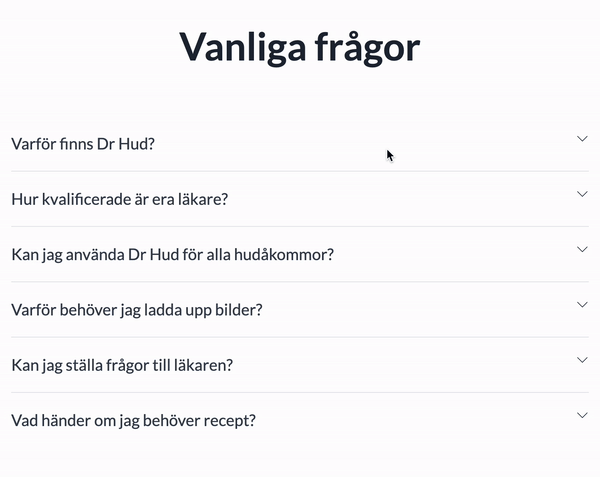 Vanliga frågor
Varför finns Dr Hud?
Hur kvalificerade är era läkare?
Kan jag använda Dr Hud för alla hudåkommor?
Varför behöver jag ladda upp bilder?
Kan jag ställa frågor till läkaren?
Vad händer om jag behöver recept?